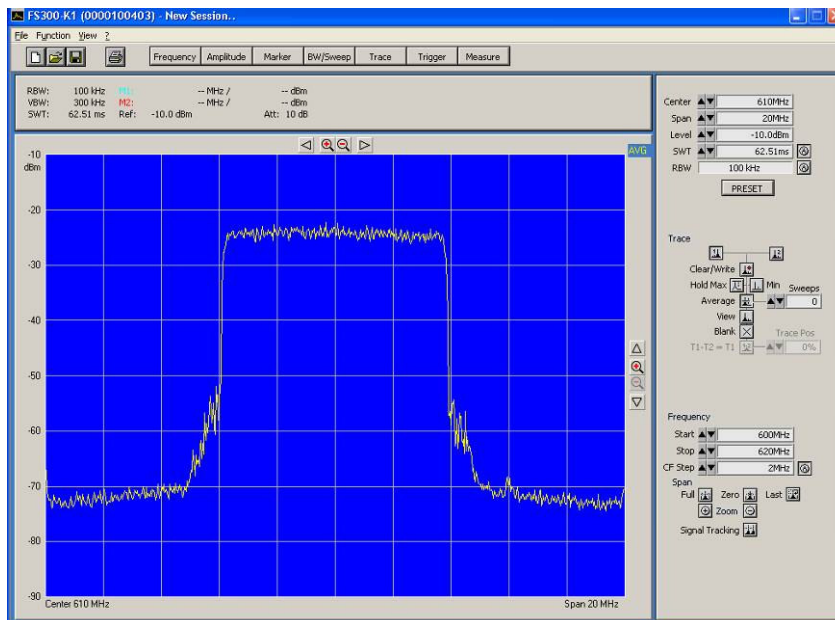 FS300-K1 (0000100403) - New Session..
File Function View ?
Frequency Amplitude Marker BW/Sweep Trace Trigger Measure
RBW: 100 kHz M1: -- MHz / -- dBm
VBW: 300 kHz M2: -- MHz / -- dBm
SWT: 62.51 ms Ref: -10.0 dBm Att: 10 dB
AVG
-10
dBm
-20
-30
-40
-50
-60
-70
-80
-90
Center 610 MHz Span 20 MHz
Center 610MHz
Span 20MHz
Level -10.0dBm
SWT 62.51ms
RBW 100 kHz
PRESET
Trace
Clear/Write
Hold Max Min Sweeps
Average 0
View
Blank Trace Pos
T1-T2 = T1 0%
Frequency
Start 600MHz
Stop 620MHz
CF Step 2MHz
Span
Full Zero Last
Zoom
Signal Tracking